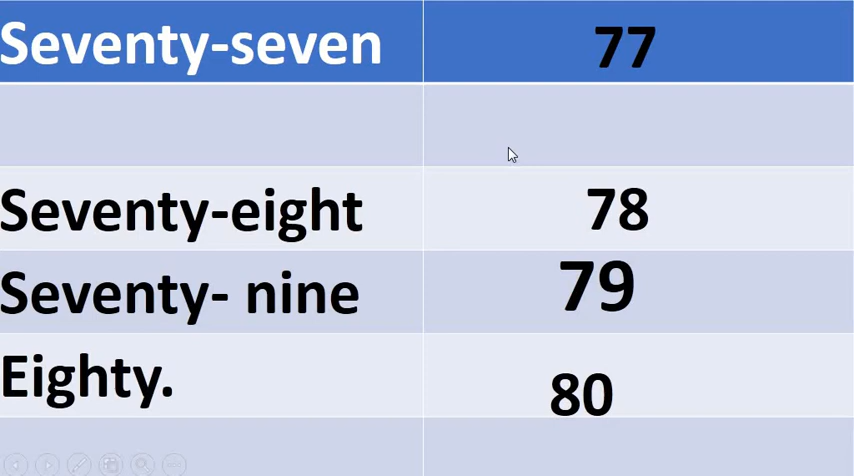 Seventy-seven 77
Seventy-eight 78
Seventy- nine 79
Eighty. 80